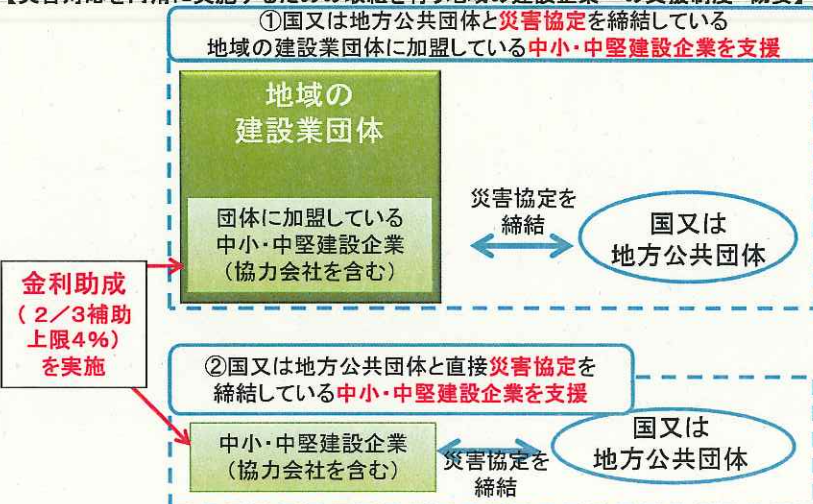 ①国又は地方公共団体と災害協定を締結している
地域の建設業団体に加盟している中小・中堅建設企業を支援
地域の
建設業団体
団体に加盟している
中小・中堅建設企業
（協力会社を含む）
災害協定を
締結
国又は
地方公共団体
金利助成
（２／３補助
上限４％）
を実施
②国又は地方公共団体と直接災害協定を
締結している中小・中堅建設企業を支援
中小・中堅建設企業
（協力会社を含む）
災害協定を
締結
国又は
地方公共団体